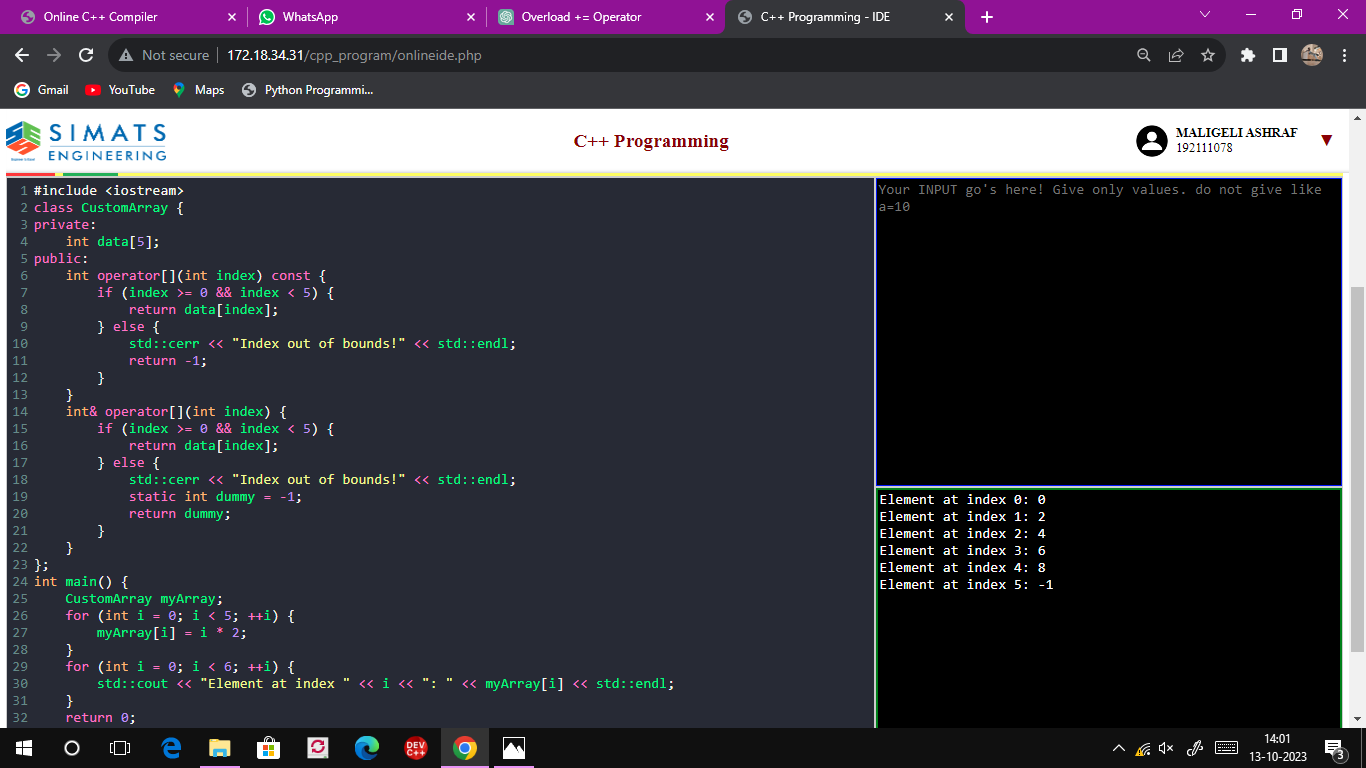 Online C++ Compiler
WhatsApp
Overload += Operator
C++ Programming - IDE
Not secure
172.18.34.31/cpp_program/onlineide.php
Gmail
YouTube
Maps
Python Programmi...
SIMATS
ENGINEERING
C++ Programming
MALIGELI ASHRAF
192111078
1 #include <iostream>
2 class CustomArray {
3 private:
4     int data[5];
5 public:
6     int operator[](int index) const {
7         if (index >= 0 && index < 5) {
8             return data[index];
9         } else {
10             std::cerr << "Index out of bounds!" << std::endl;
11             return -1;
12         }
13     }
14     int& operator[](int index) {
15         if (index >= 0 && index < 5) {
16             return data[index];
17         } else {
18             std::cerr << "Index out of bounds!" << std::endl;
19             static int dummy = -1;
20             return dummy;
21         }
22     }
23 };
24 int main() {
25     CustomArray myArray;
26     for (int i = 0; i < 5; ++i) {
27         myArray[i] = i * 2;
28     }
29     for (int i = 0; i < 6; ++i) {
30         std::cout << "Element at index " << i << ": " << myArray[i] << std::endl;
31     }
32     return 0;
Your INPUT go's here! Give only values. do not give like
a=10
Element at index 0: 0
Element at index 1: 2
Element at index 2: 4
Element at index 3: 6
Element at index 4: 8
Element at index 5: -1
DEV
C++
14:01
13-10-2023
3